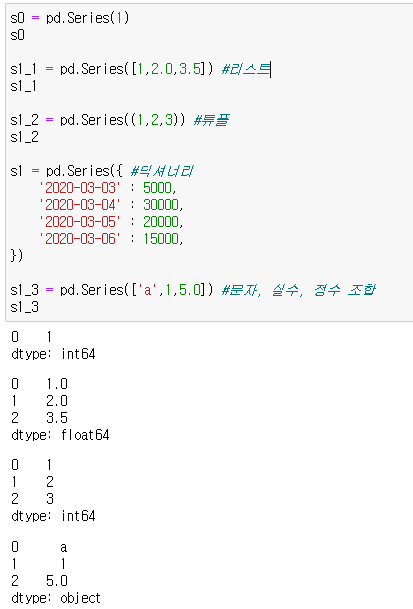 s0 = pd.Series(1)
s0
s1_1 = pd.Series([1,2.0,3.5]) #리스트
s1_1
s1_2 = pd.Series((1,2,3)) #튜플
s1_2
s1 = pd.Series({ #딕셔너리
'2020-03-03' : 5000,
'2020-03-04' : 30000,
'2020-03-05' : 20000,
'2020-03-06' : 15000,
})
s1_3 = pd.Series(['a',1,5.0]) #문자, 실수, 정수 조합
s1_3
0 1
dtype: int64
0 1.0
1 2.0
2 3.5
dtype: float64
0 1
1 2
2 3
dtype: int64
0 a
1 1
2 5.0
dtype: object